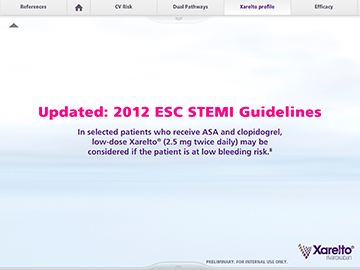 References
CV Risk
Dual Pathways
Xarelto profile
Efficacy
Updated: 2012 ESC STEMI Guidelines
In selected patients who receive ASA and clopidogrel,
low-dose Xarelto® (2.5 mg twice daily) may be
considered if the patient is at low bleeding risk.⁸
Xarelto®
rivaroxaban
PRELIMINARY. FOR INTERNAL USE ONLY.